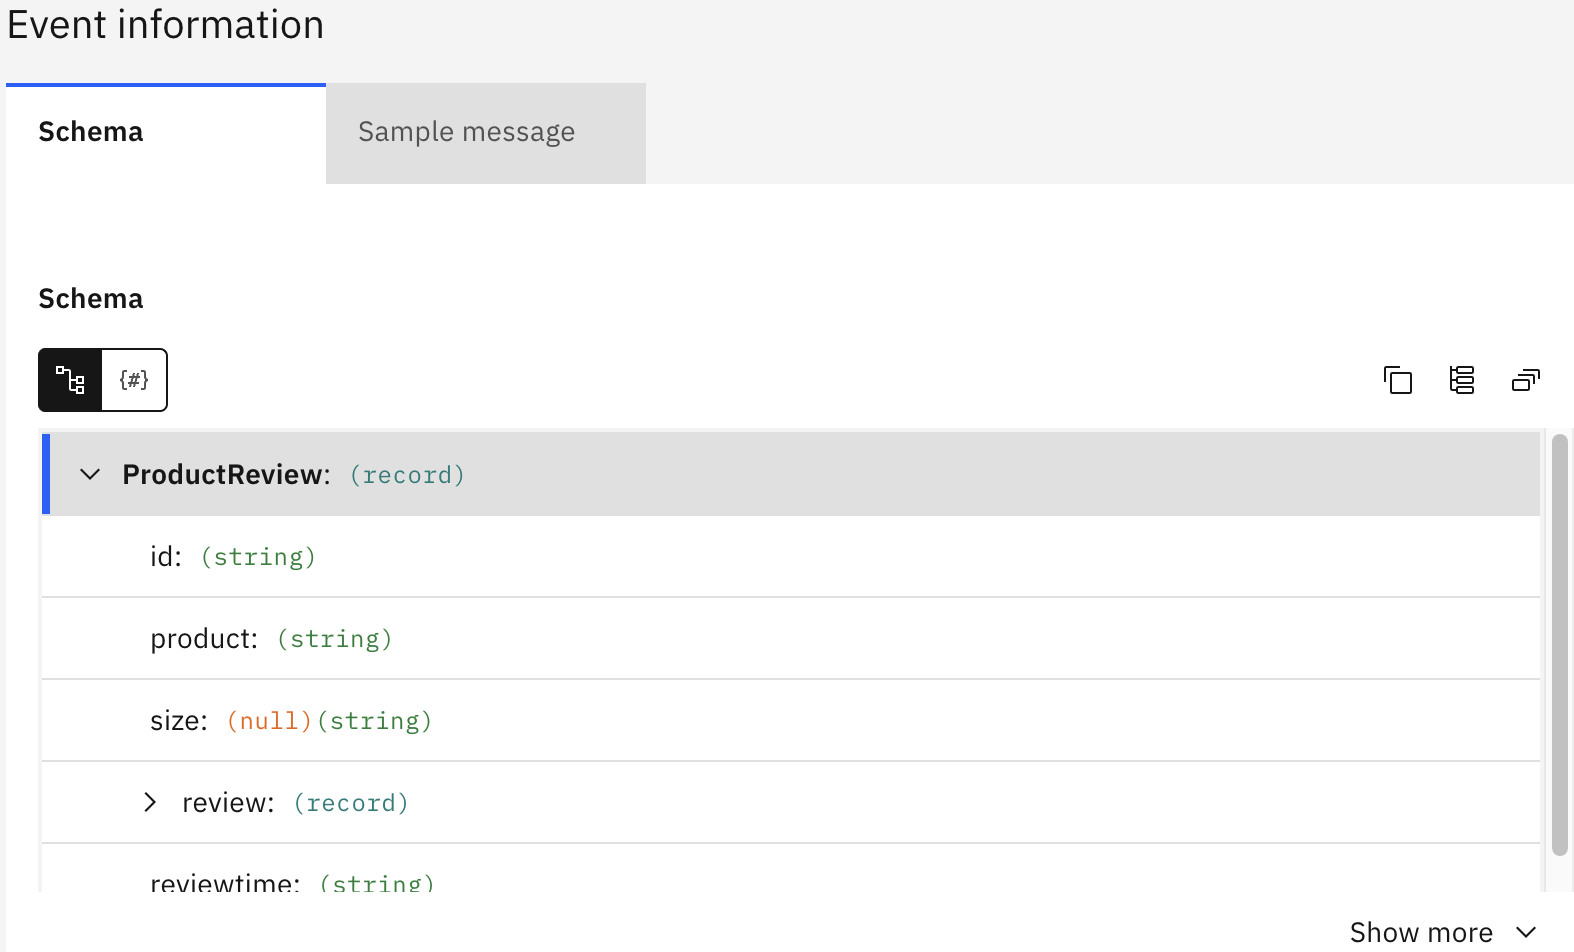 Event information
Schema
Sample message
Schema
{#}
ProductReview: (record)
id: (string)
product: (string)
size: (null)(string)
review: (record)
reviewtime: (string)
Show more